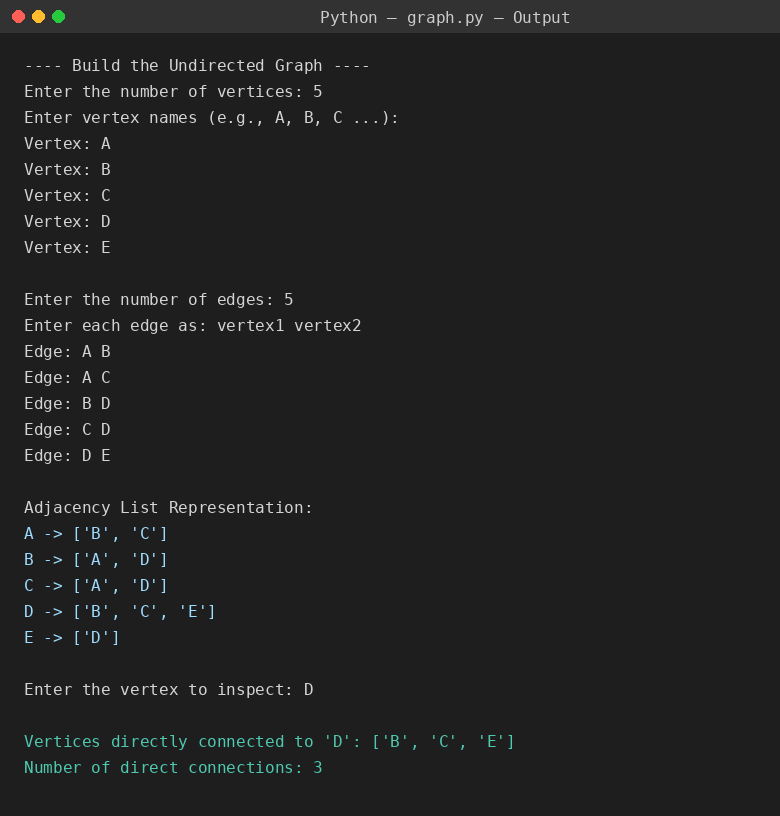 Python — graph.py — Output
---- Build the Undirected Graph ----
Enter the number of vertices: 5
Enter vertex names (e.g., A, B, C ...):
Vertex: A
Vertex: B
Vertex: C
Vertex: D
Vertex: E
Enter the number of edges: 5
Enter each edge as: vertex1 vertex2
Edge: A B
Edge: A C
Edge: B D
Edge: C D
Edge: D E
Adjacency List Representation:
A -> ['B', 'C']
B -> ['A', 'D']
C -> ['A', 'D']
D -> ['B', 'C', 'E']
E -> ['D']
Enter the vertex to inspect: D
Vertices directly connected to 'D': ['B', 'C', 'E']
Number of direct connections: 3